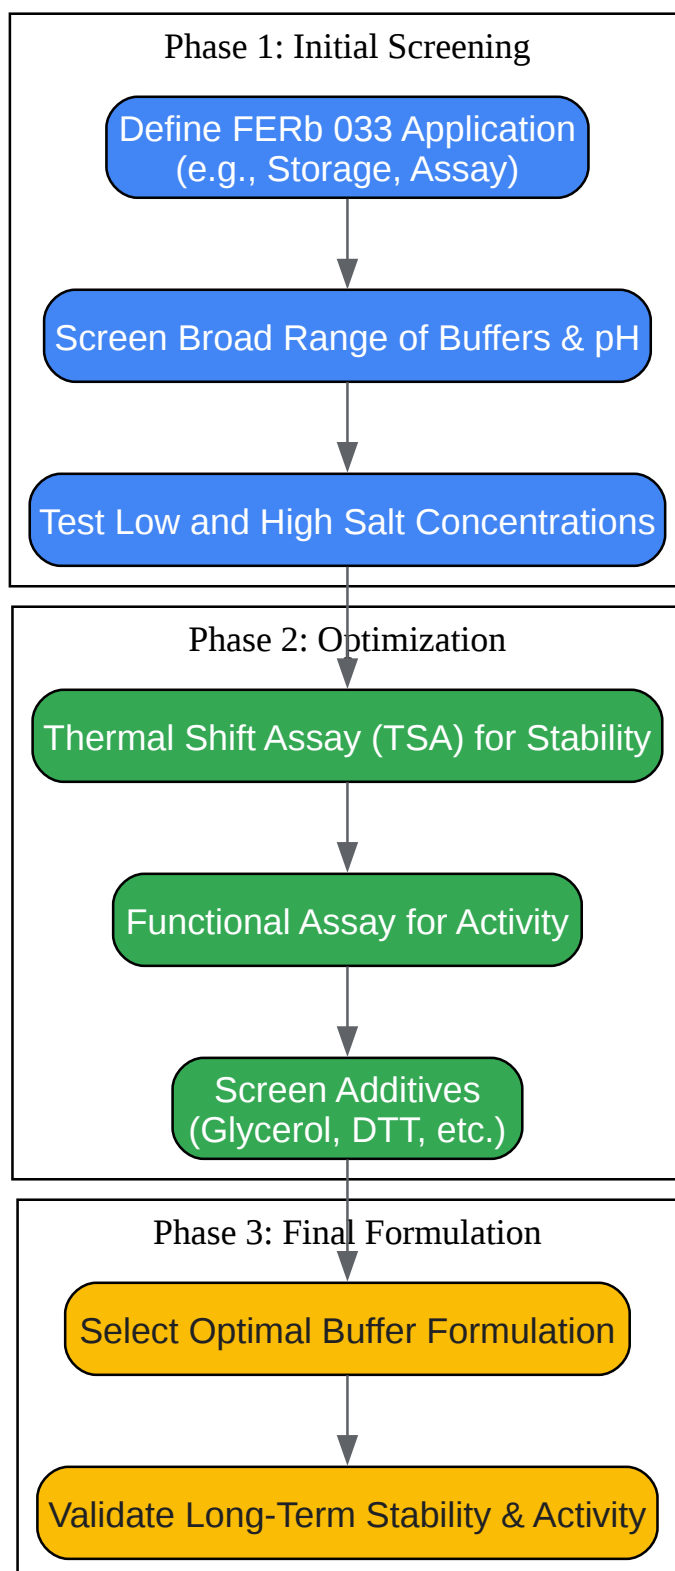 Phase 1: Initial Screening
Define FERb 033 Application
(e.g., Storage, Assay)
Screen Broad Range of Buffers & pH
Test Low and High Salt Concentrations
Phase 2: Optimization
Thermal Shift Assay (TSA) for Stability
Functional Assay for Activity
Screen Additives
(Glycerol, DTT, etc.)
Phase 3: Final Formulation
Select Optimal Buffer Formulation
Validate Long-Term Stability & Activity